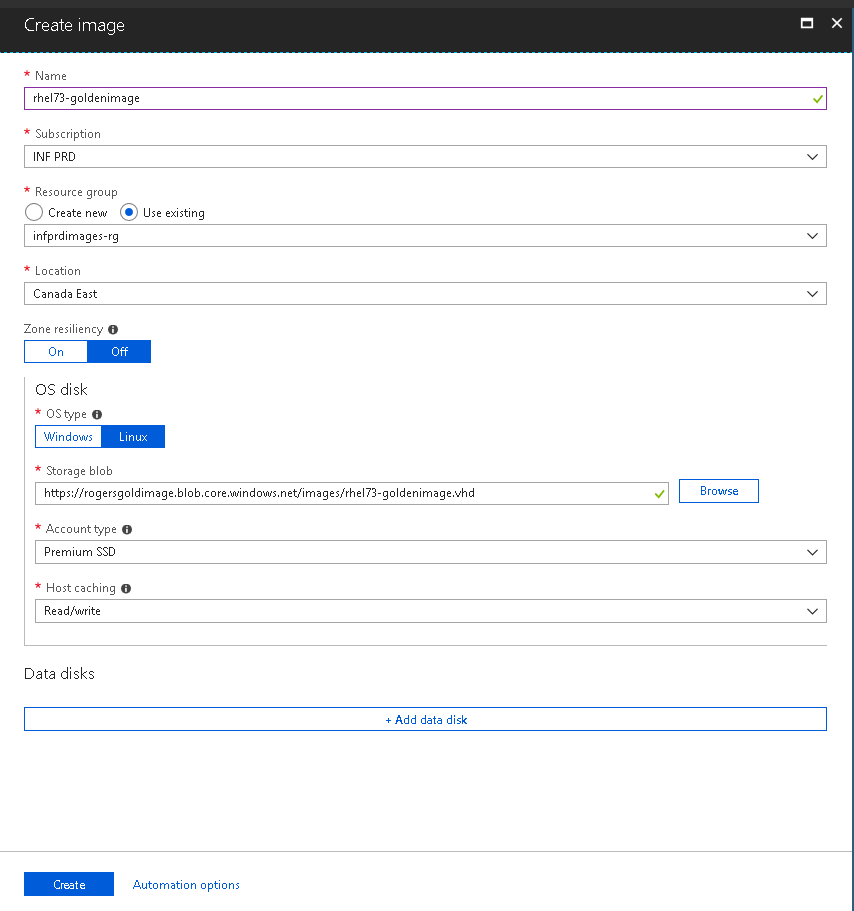 Create image
* Name
rhel73-goldenimage
* Subscription
INF PRD
* Resource group
Create new Use existing
infprdimages-rg
* Location
Canada East
Zone resiliency
On Off
OS disk
* OS type
Windows Linux
* Storage blob
https://rogersgoldimage.blob.core.windows.net/images/rhel73-goldenimage.vhd Browse
* Account type
Premium SSD
* Host caching
Read/write
Data disks
+ Add data disk
Create Automation options